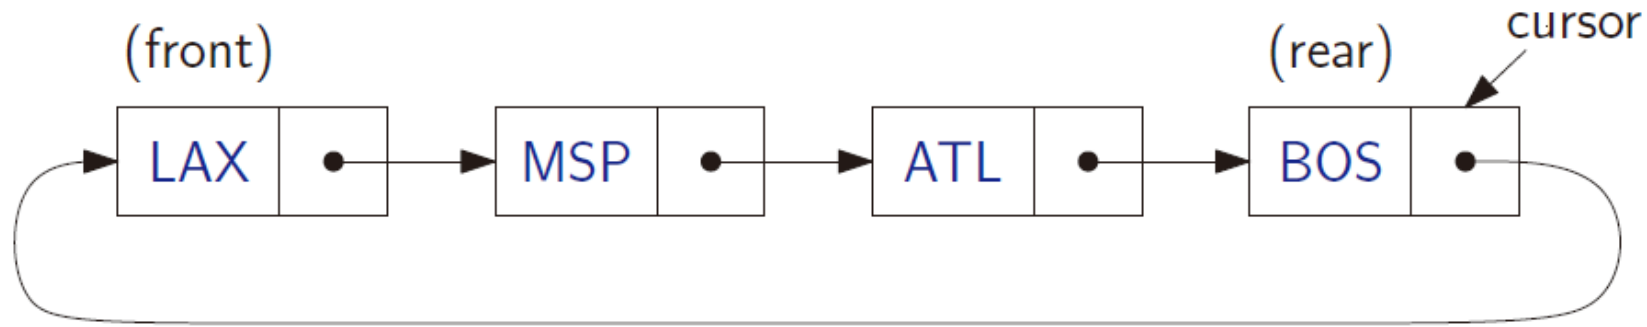 (front)
(rear)
cursor
LAX
MSP
ATL
BOS